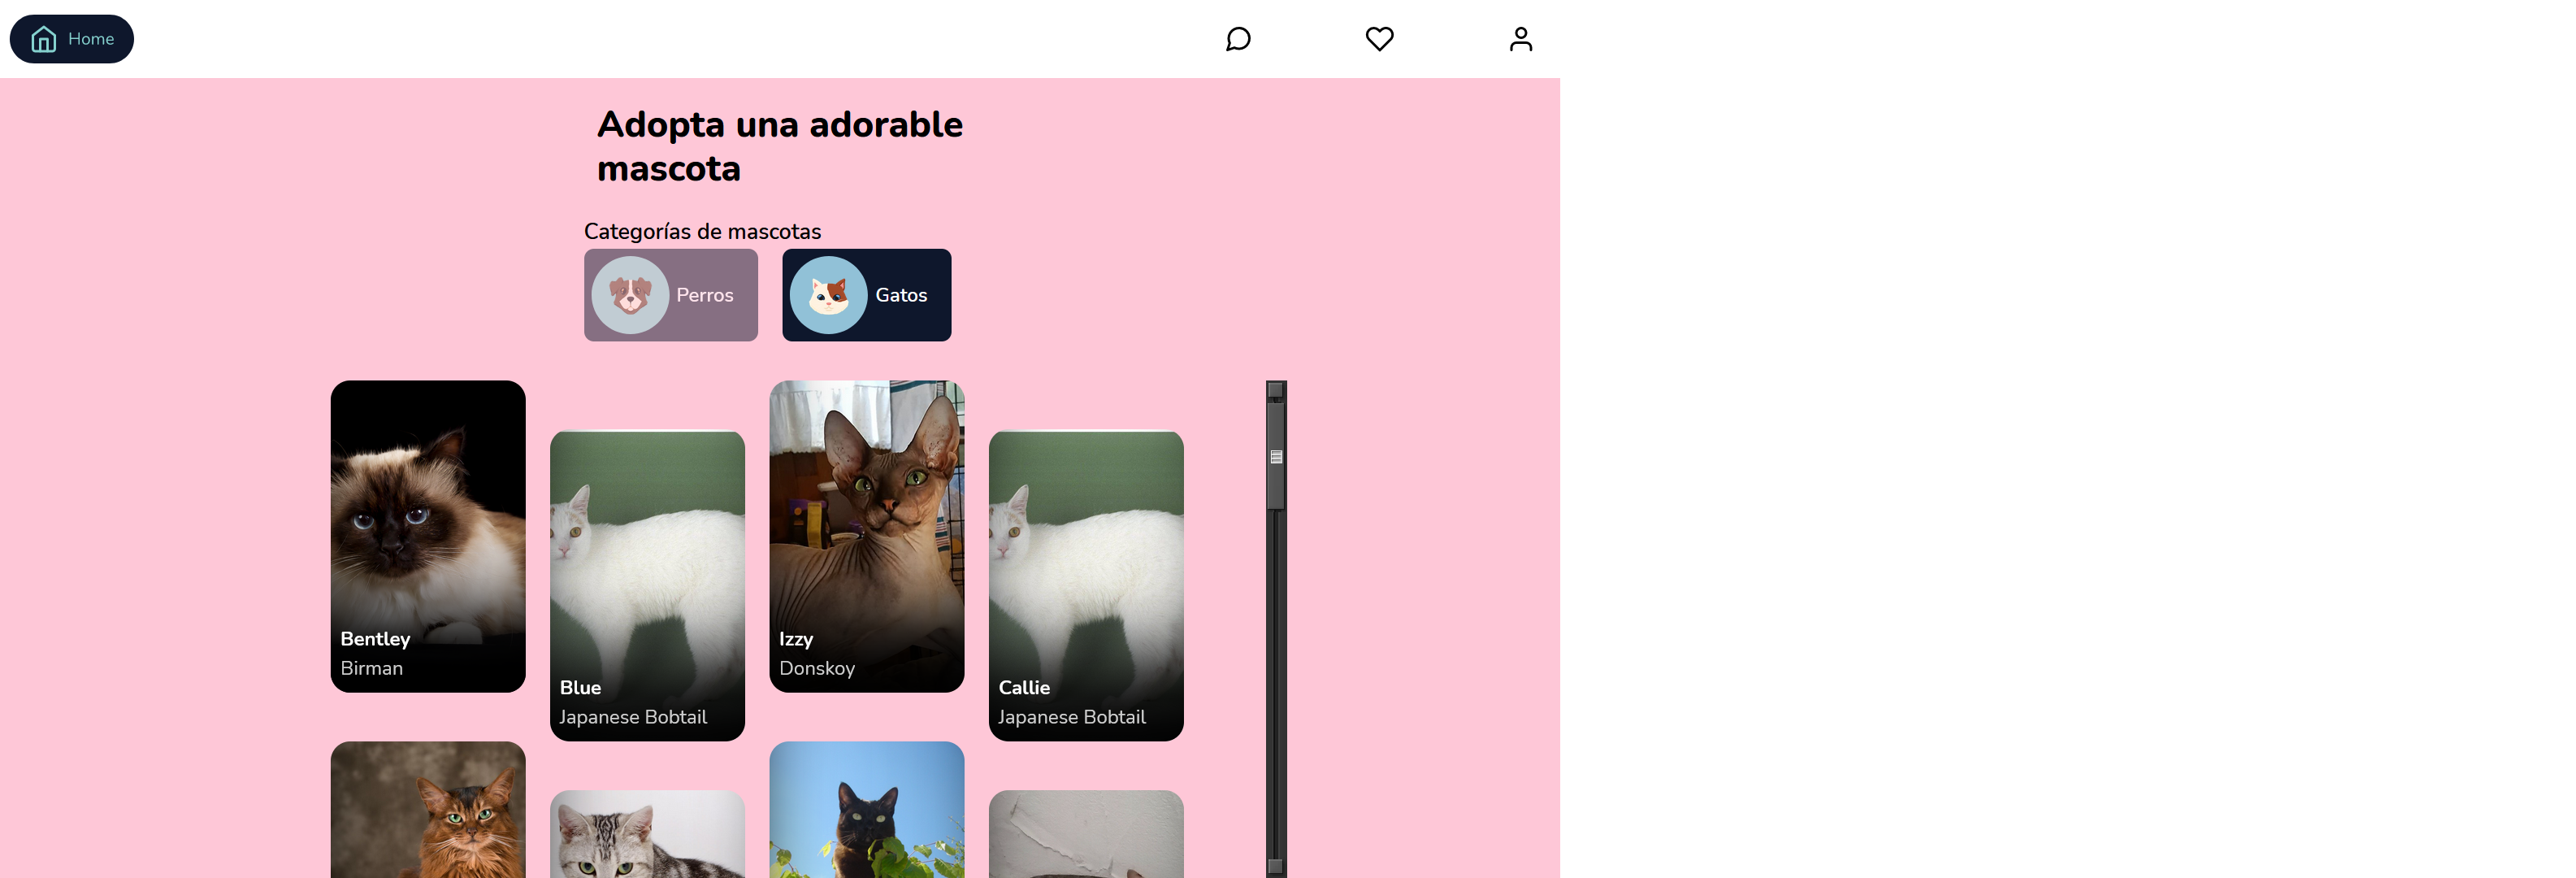 Home
Adopta una adorable
mascota
Categorías de mascotas
Perros
Gatos
Bentley
Birman
Blue
Japanese Bobtail
Izzy
Donskoy
Callie
Japanese Bobtail